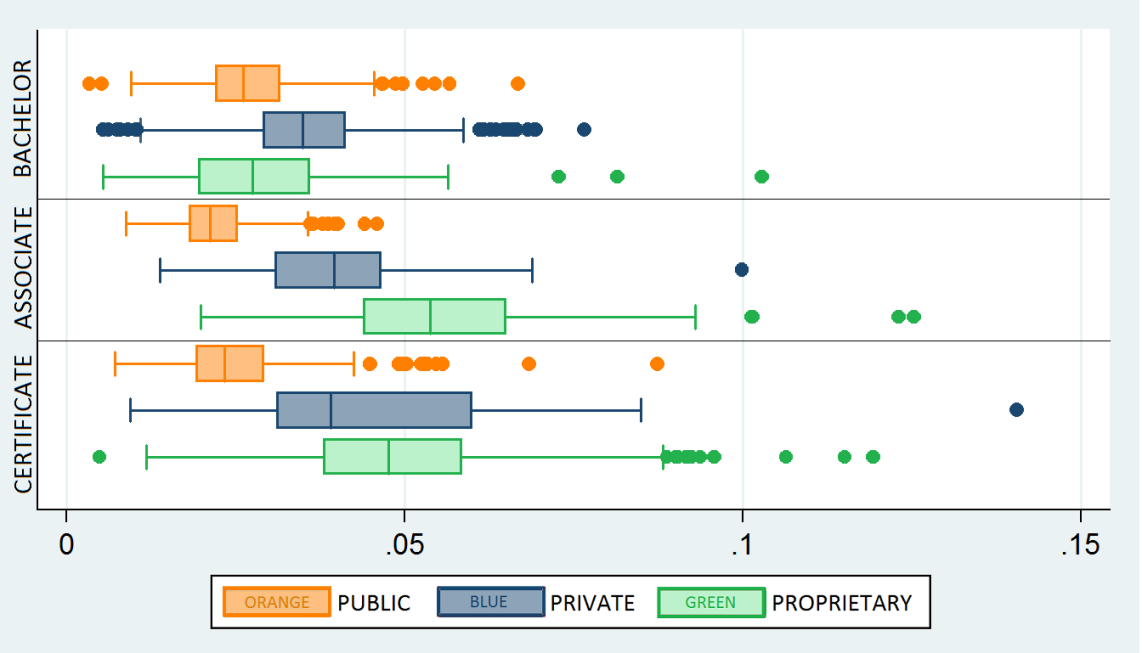 BACHELOR
ASSOCIATE
CERTIFICATE
0 .05 .1 .15
ORANGE PUBLIC BLUE PRIVATE GREEN PROPRIETARY